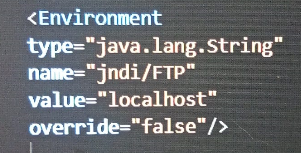 <Environment
type="java.lang.String"
name="jndi/FTP"
value="localhost"
override="false"/>